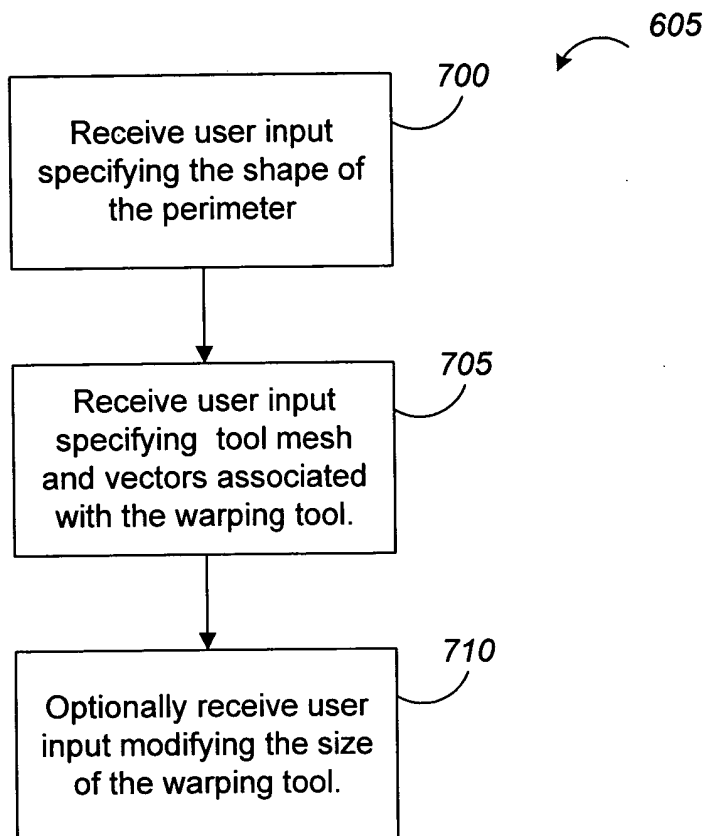 605
700
Receive user input
specifying the shape of
the perimeter
705
Receive user input
specifying tool mesh
and vectors associated
with the warping tool.
710
Optionally receive user
input modifying the size
of the warping tool.